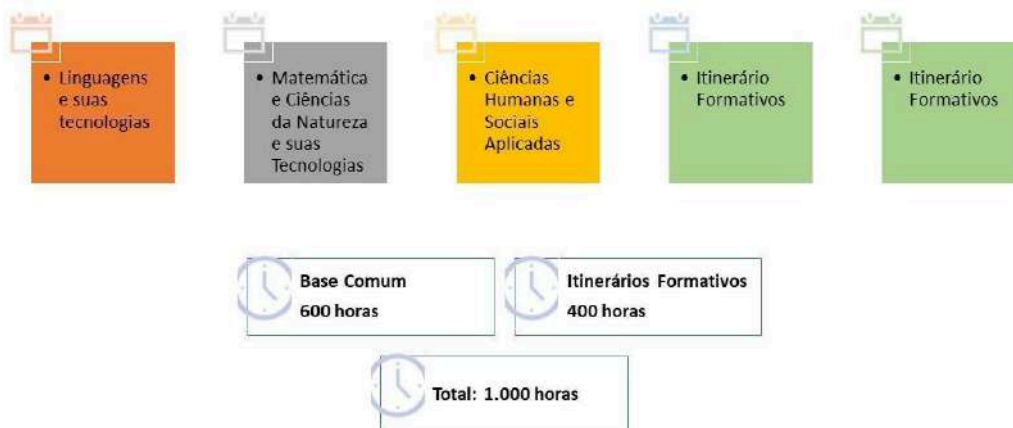 • Linguagens
e suas
tecnologias
• Matemática
e Ciências
da Natureza
e suas
Tecnologias
• Ciências
Humanas e
Sociais
Aplicadas
• Itinerário
Formativos
• Itinerário
Formativos
Base Comum
600 horas
Itinerários Formativos
400 horas
Total: 1.000 horas